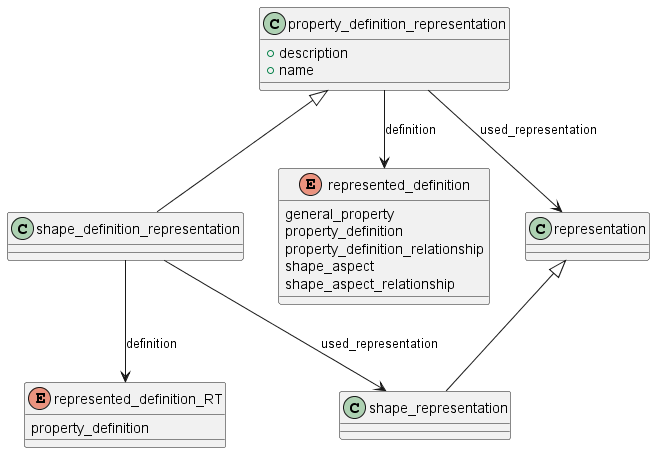 C property_definition_representation
description
name
definition
used_representation
E represented_definition
general_property
property_definition
property_definition_relationship
shape_aspect
shape_aspect_relationship
C shape_definition_representation
C representation
definition
used_representation
E represented_definition_RT
property_definition
C shape_representation